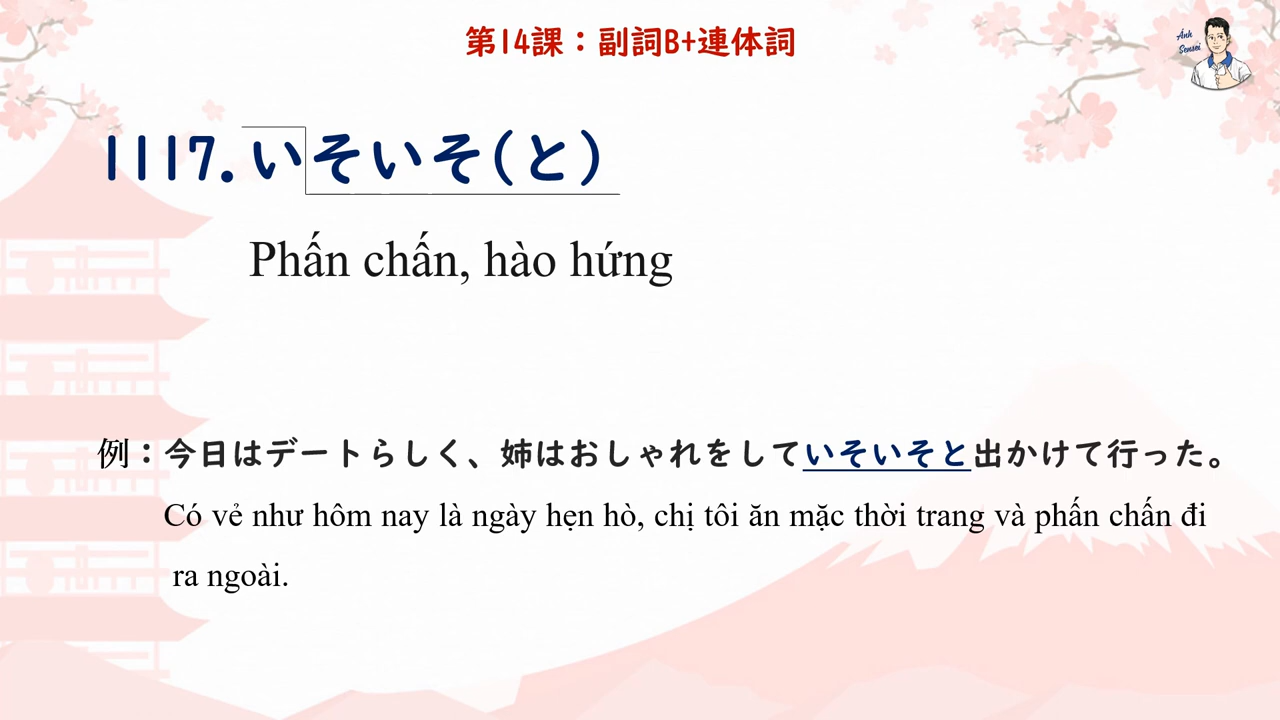 第14課：副詞B+連体詞
Anh
Sensei
1117. いそいそ(と)
Phấn chấn, hào hứng
例：今日はデートらしく、姉はおしゃれをしていそいそと出かけて行った。
Có vẻ như hôm nay là ngày hẹn hò, chị tôi ăn mặc thời trang và phấn chấn đi
ra ngoài.